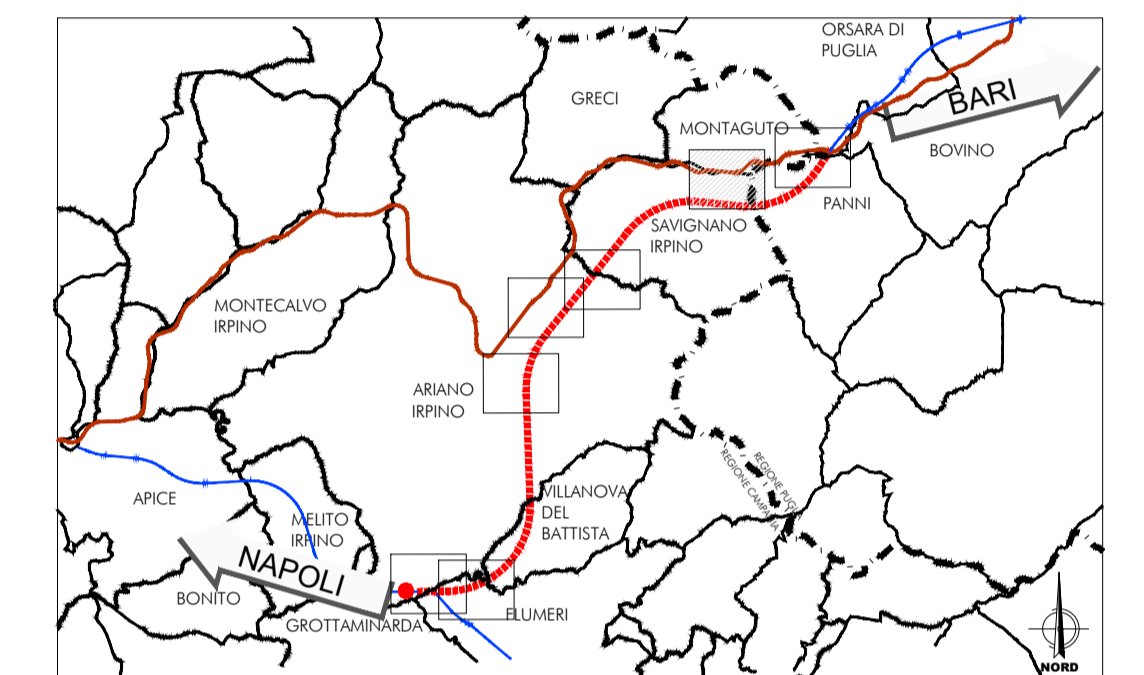 ORSARA DI
PUGLIA
GRECI
BARI
MONTAGUTO
BOVINO
PANNI
SAVIGNANO
IRPINO
MONTECALVO
IRPINO
ARIANO
IRPINO
REGIONE PUGLIA
REGIONE CAMPANIA
APICE
VILLANOVA
DEL
BATTISTA
MELITO
IRPINO
NAPOLI
BONITO
GROTTAMINARDA
FLUMERI
NORD